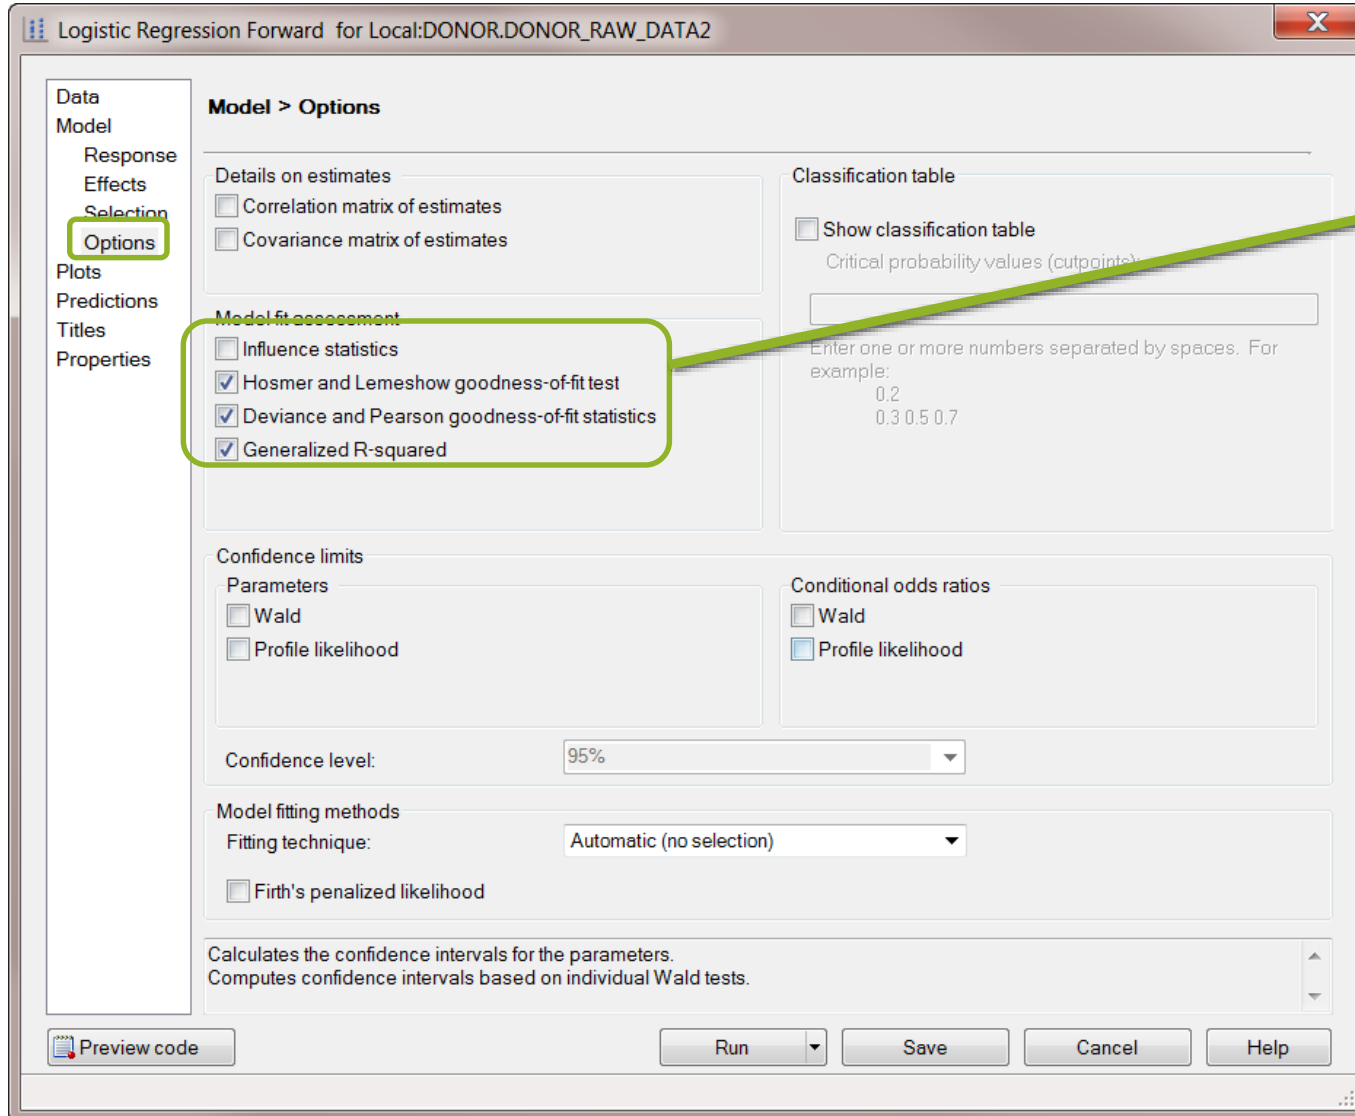 Logistic Regression Forward for Local:DONOR.DONOR_RAW_DATA2
X
Data
Model
Response
Effects
Selection
Options
Plots
Predictions
Titles
Properties
Model > Options
Details on estimates
Correlation matrix of estimates
Covariance matrix of estimates
Model fit assessment
Influence statistics
Hosmer and Lemeshow goodness-of-fit test
Deviance and Pearson goodness-of-fit statistics
Generalized R-squared
Classification table
Show classification table
Critical probability values (cutpoints):
Enter one or more numbers separated by spaces. For
example:
0.2
0.3 0.5 0.7
Confidence limits
Parameters
Wald
Profile likelihood
Conditional odds ratios
Wald
Profile likelihood
Confidence level:
95%
Model fitting methods
Fitting technique:
Automatic (no selection)
Firth's penalized likelihood
Calculates the confidence intervals for the parameters.
Computes confidence intervals based on individual Wald tests.
Preview code
Run
Save
Cancel
Help